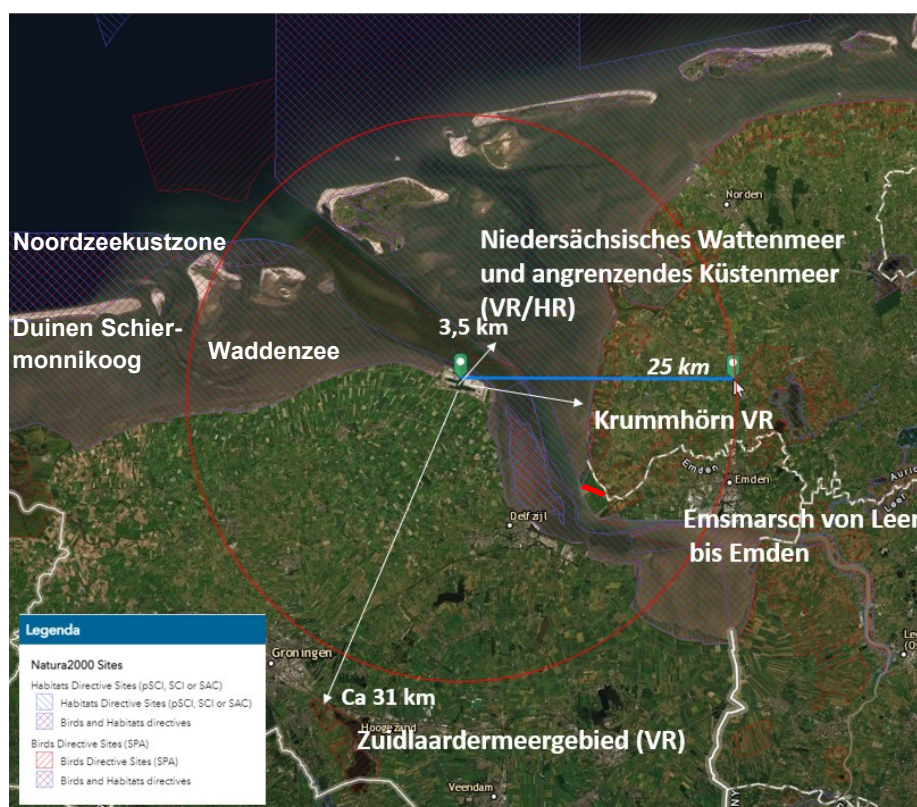 Norden
Noordzeekustzone
Niedersächsisches Wattenmeer
und angrenzendes Küstenmeer
(VR/HR)
Duinen Schier-
monnikoog
Waddenzee
3,5 km
25 km
Krummhörn VR
Emden
Emden
Leer
Delfzijl
Emsmarsch von Leer
bis Emden
Legenda
Natura2000 Sites
Habitats Directive Sites (pSCI, SCI or SAC)
Habitats Directive Sites (pSCI, SCI or SAC)
Birds and Habitats directives
Birds Directive Sites (SPA)
Birds Directive Sites (SPA)
Birds and Habitats directives
Groningen
Ca 31 km
Hoogezand
Zuidlaardermeergebied (VR)
Veendam